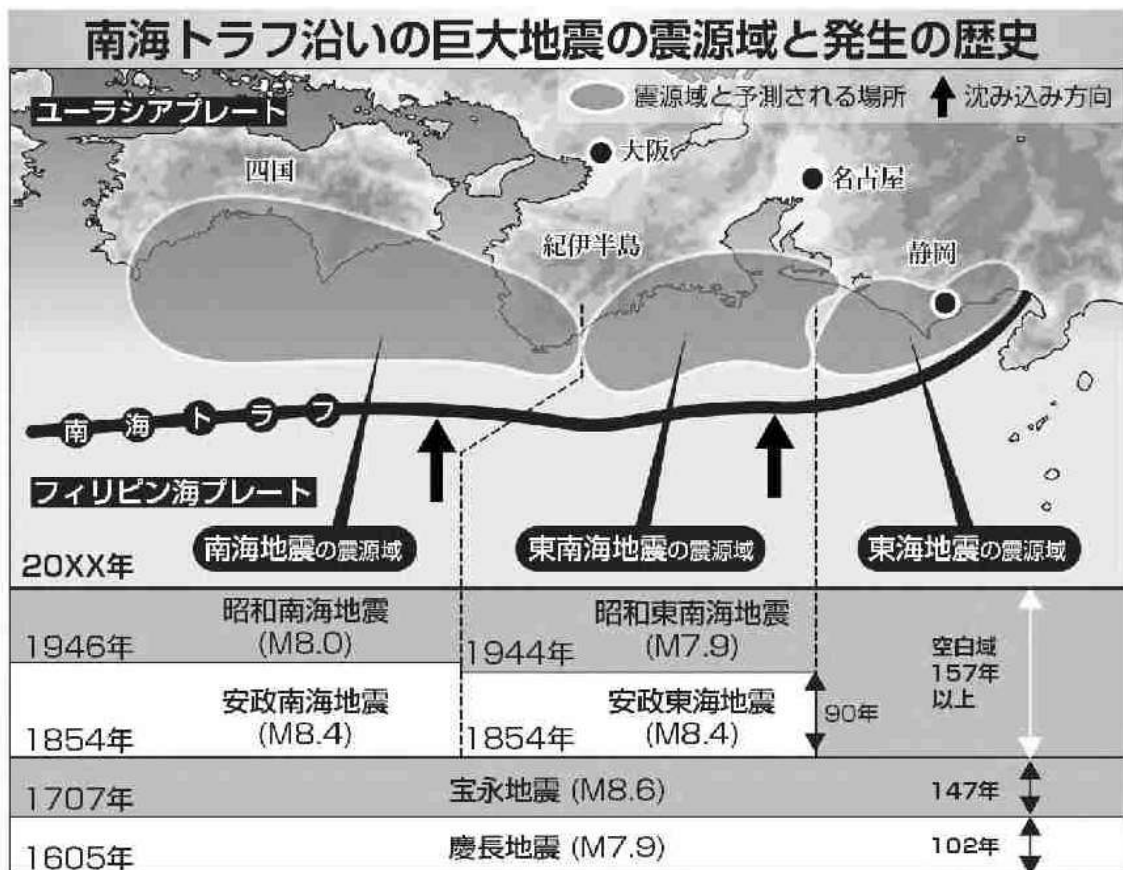 南海トラフ沿いの巨大地震の震源域と発生の歴史
ユーラシアプレート
震源域と予測される場所
沈み込み方向
四国
大阪
名古屋
紀伊半島
静岡
南海トラフ
フィリピン海プレート
南海地震の震源域
東南海地震の震源域
東海地震の震源域
20XX年
昭和南海地震
(M8.0)
1946年
昭和東南海地震
(M7.9)
1944年
空白域
157年
以上
安政南海地震
(M8.4)
1854年
安政東海地震
(M8.4)
1854年
90年
1707年
宝永地震 (M8.6)
147年
1605年
慶長地震 (M7.9)
102年